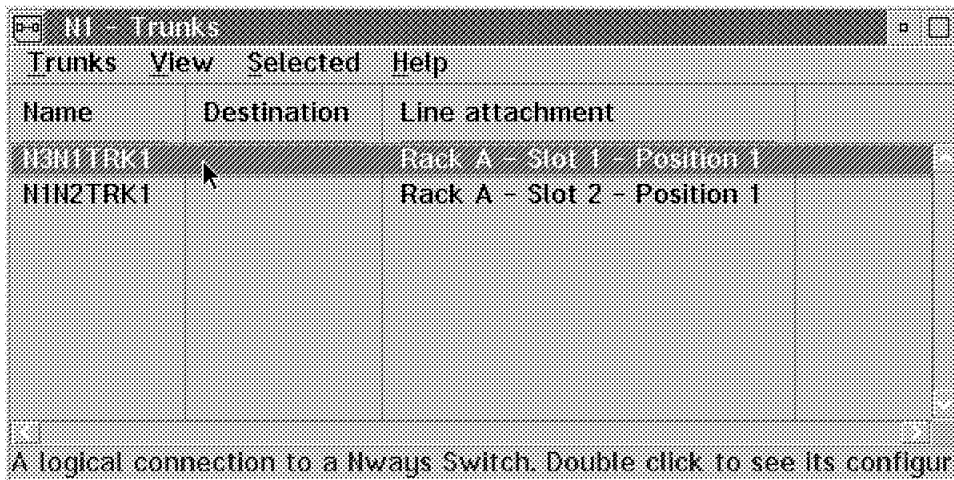 N1 - Trunks
Trunks View Selected Help
Name Destination Line attachment
N3N1TRK1 Rack A - Slot 1 - Position 1
N1N2TRK1 Rack A - Slot 2 - Position 1
A logical connection to a Nways Switch. Double click to see its configur